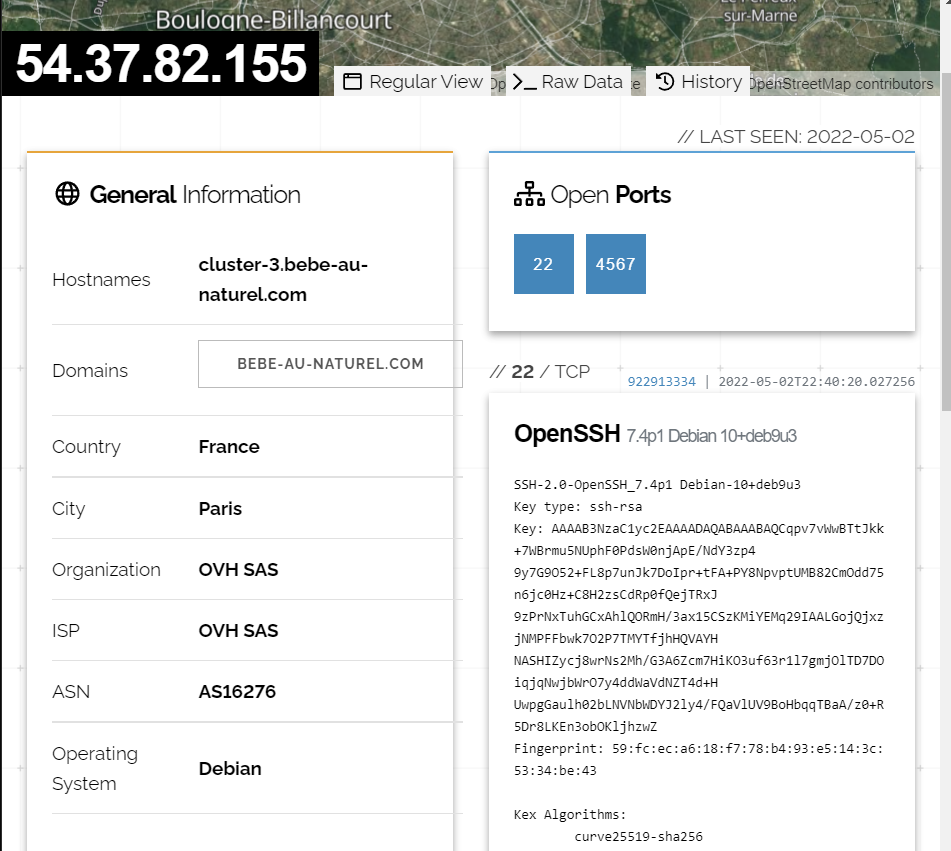 Boulogne-Billancourt
sur-Marne
54.37.82.155
Regular View
Raw Data
History
OpenStreetMap contributors
// LAST SEEN: 2022-05-02
General Information
Hostnames
cluster-3.bebe-au-
naturel.com
Domains
BEBE-AU-NATUREL.COM
Country
France
City
Paris
Organization
OVH SAS
ISP
OVH SAS
ASN
AS16276
Operating
System
Debian
Open Ports
22
4567
// 22 / TCP
922913334 | 2022-05-02T22:40:20.027256
OpenSSH 7.4p1 Debian 10+deb9u3
SSH-2.0-OpenSSH_7.4p1 Debian-10+deb9u3
Key type: ssh-rsa
Key: AAAAB3NzaC1yc2EAAAADAQABAAABAQCqpv7vWwBTtJkk
+7WBrmu5NUphF0PdsW0njApE/NdY3zp4
9y7G9O52+FL8p7unJk7DoIpr+tFA+PY8NpvptUMB82CmOdd75
n6jc0Hz+C8H2zsCdRp0fQejTRxJ
9zPrNxTuhGCxAhlQORmH/3ax15CSzKMiYEMq29IAALGojQjxz
jNMPFFbwk7O2P7TMYTfjhHQVAYH
NASHIZycj8wrNs2Mh/G3A6Zcm7HiKO3uf63r1l7gmjOlTD7DO
iqjqNwjbWrO7y4ddWaVdNZT4d+H
UwpgGaulh02bLNVNbWDYJ2ly4/FQaVlUV9BoHbqqTBaA/z0+R
5Dr8LKEn3obOKljhzwZ
Fingerprint: 59:fc:ec:a6:18:f7:78:b4:93:e5:14:3c:
53:34:be:43
Kex Algorithms:
curve25519-sha256